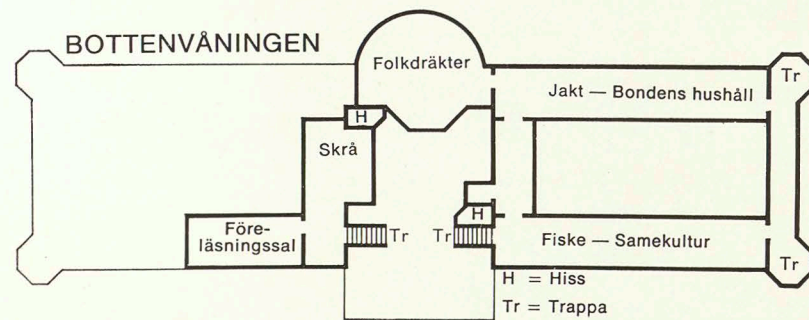 BOTTENVÅNINGEN
Folkdräkter
Tr
Jakt — Bondens hushåll
H
Skrå
H
Före-
läsningssal
Tr
Tr
Fiske — Samekultur
Tr
H = Hiss
Tr = Trappa